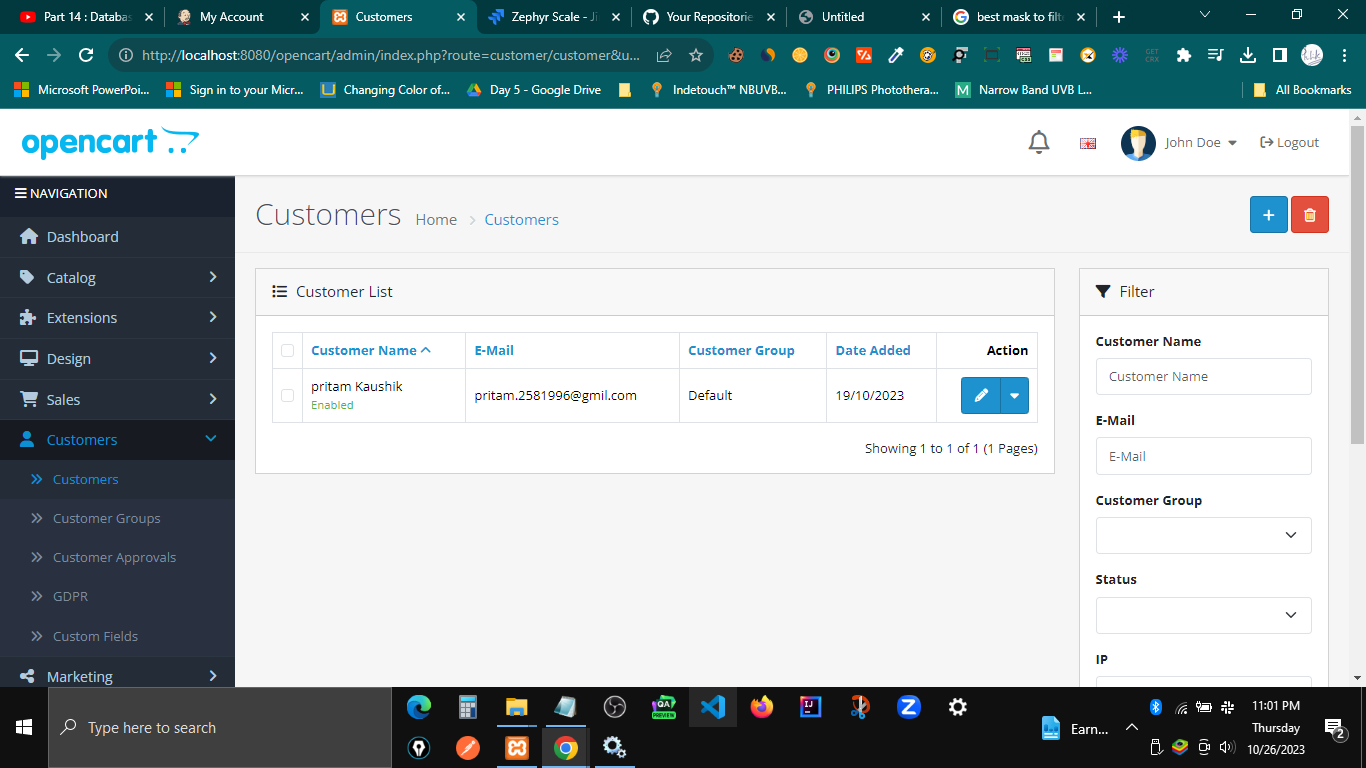 Part 14 : Databas
My Account
Customers
Zephyr Scale - Ji
Your Repositorie
Untitled
best mask to filt
http://localhost:8080/opencart/admin/index.php?route=customer/customer&u...
GET CRX
Microsoft PowerPoi...
Sign in to your Micr...
Changing Color of...
Day 5 - Google Drive
Indetouch™ NBUVB...
PHILIPS Photothera...
Narrow Band UVB L...
All Bookmarks
opencart
John Doe
Logout
NAVIGATION
Dashboard
Catalog
Extensions
Design
Sales
Customers
Customers
Customer Groups
Customer Approvals
GDPR
Custom Fields
Marketing
Customers
Home
Customers
Customer List
Customer Name E-Mail Customer Group Date Added Action
pritam Kaushik
Enabled
pritam.2581996@gmil.com Default 19/10/2023
Showing 1 to 1 of 1 (1 Pages)
Filter
Customer Name
Customer Name
E-Mail
E-Mail
Customer Group
Status
IP
Type here to search
QA
PREVIEW
IJ
Earn...
11:01 PM
Thursday
10/26/2023
2